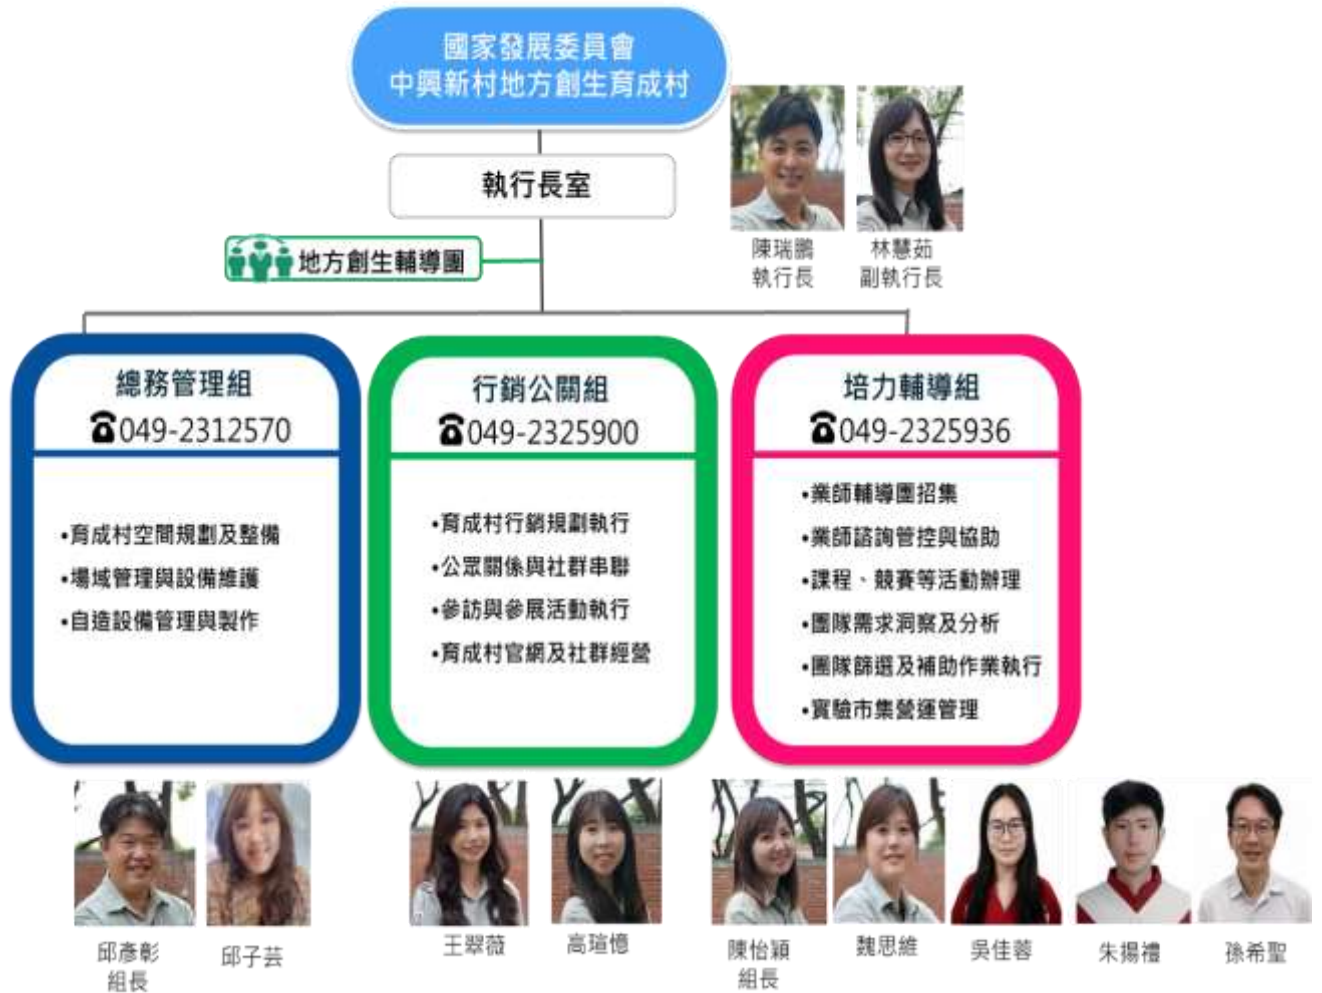 國家發展委員會
中興新村地方創生育成村
執行長室
陳瑞鵬
執行長
林慧茹
副執行長
地方創生輔導團
總務管理組
049-2312570
•育成村空間規劃及整備
•場域管理與設備維護
•自造設備管理與製作
行銷公關組
049-2325900
•育成村行銷規劃執行
•公眾關係與社群串聯
•參訪與參展活動執行
•育成村官網及社群經營
培力輔導組
049-2325936
•業師輔導團招集
•業師諮詢管控與協助
•課程、競賽等活動辦理
•團隊需求洞察及分析
•團隊篩選及補助作業執行
•實驗市集營運管理
邱彥彰
組長
邱子芸
王翠薇
高瑄憶
陳怡穎
組長
魏思維
吳佳蓉
朱揚禮
孫希聖